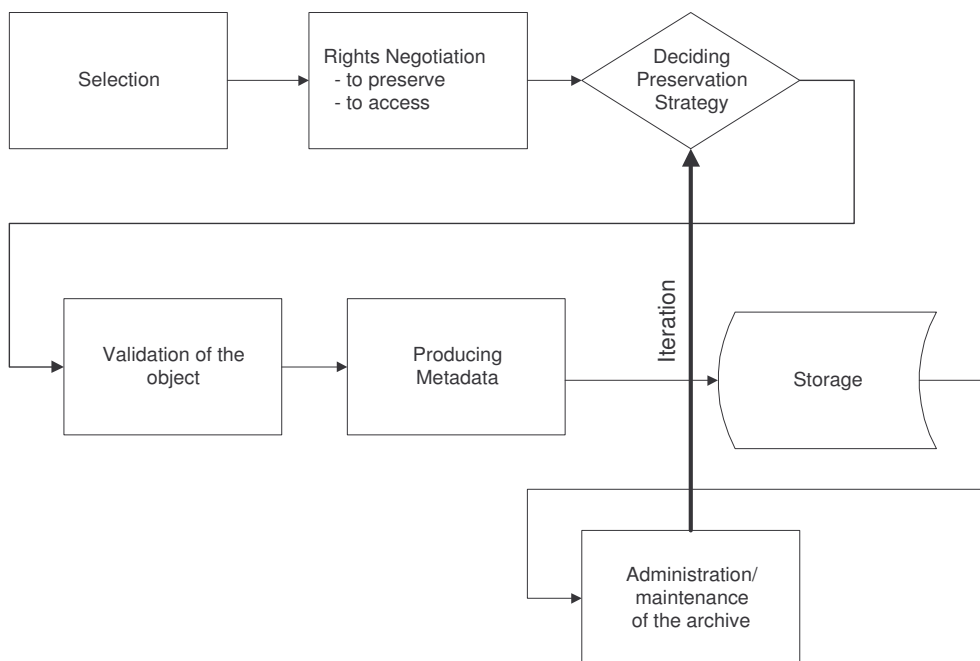 Selection
Rights Negotiation
- to preserve
- to access
Deciding
Preservation
Strategy
Iteration
Validation of the
object
Producing
Metadata
Storage
Administration/
maintenance
of the archive